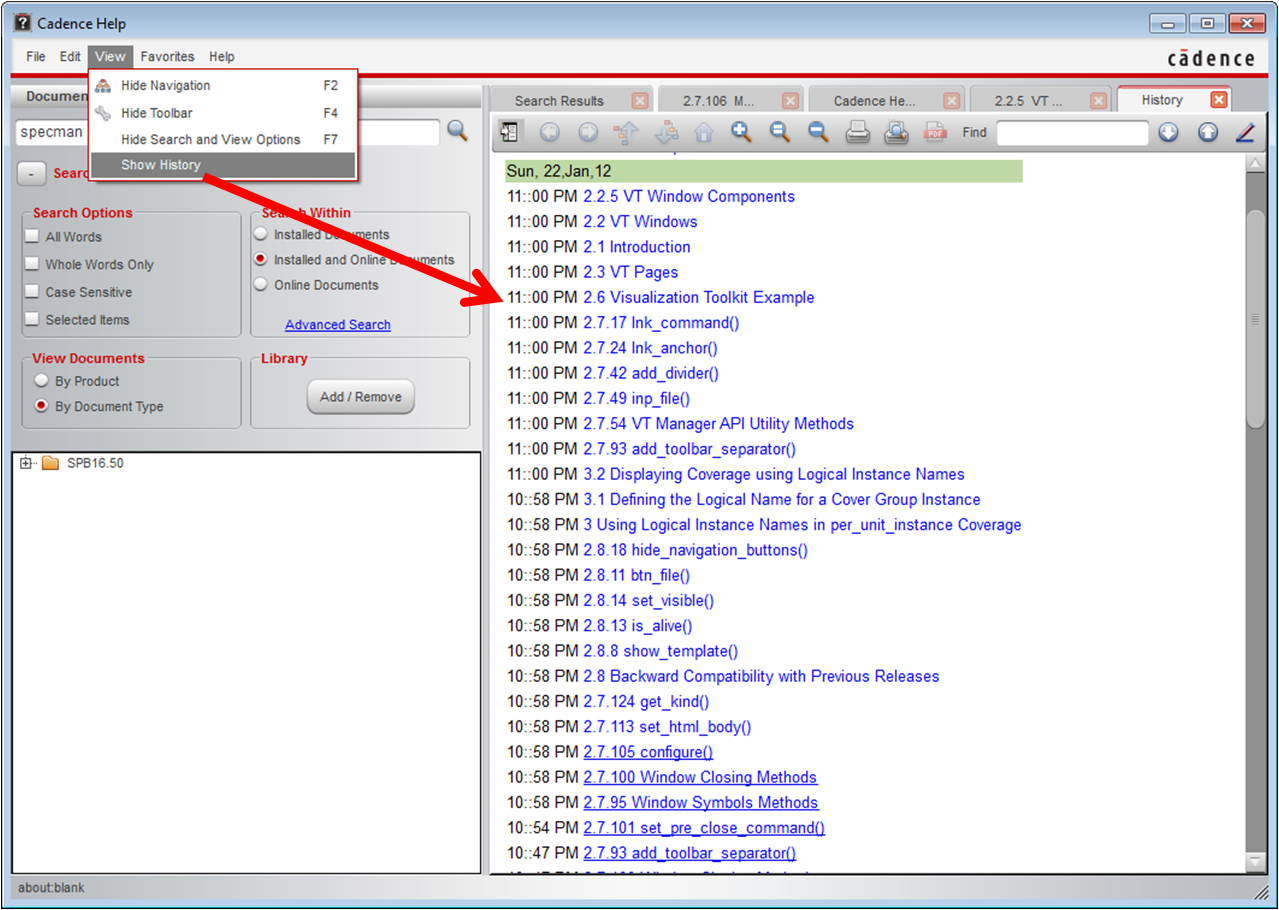 Cadence Help
File Edit View Favorites Help
cādence
Hide Navigation F2
Hide Toolbar F4
Hide Search and View Options F7
Show History
Documen
specman
- Searc
Search Options
All Words
Whole Words Only
Case Sensitive
Selected Items
Search Within
Installed Documents
Installed and Online Documents
Online Documents
Advanced Search
View Documents
By Product
By Document Type
Library
Add / Remove
SPB16.50
Search Results 2.7.106 M... Cadence He... 2.2.5 VT ... History
PDF Find
Sun, 22,Jan,12
11::00 PM 2.2.5 VT Window Components
11::00 PM 2.2 VT Windows
11::00 PM 2.1 Introduction
11::00 PM 2.3 VT Pages
11::00 PM 2.6 Visualization Toolkit Example
11::00 PM 2.7.17 lnk_command()
11::00 PM 2.7.24 lnk_anchor()
11::00 PM 2.7.42 add_divider()
11::00 PM 2.7.49 inp_file()
11::00 PM 2.7.54 VT Manager API Utility Methods
11::00 PM 2.7.93 add_toolbar_separator()
11::00 PM 3.2 Displaying Coverage using Logical Instance Names
10::58 PM 3.1 Defining the Logical Name for a Cover Group Instance
10::58 PM 3 Using Logical Instance Names in per_unit_instance Coverage
10::58 PM 2.8.18 hide_navigation_buttons()
10::58 PM 2.8.11 btn_file()
10::58 PM 2.8.14 set_visible()
10::58 PM 2.8.13 is_alive()
10::58 PM 2.8.8 show_template()
10::58 PM 2.8 Backward Compatibility with Previous Releases
10::58 PM 2.7.124 get_kind()
10::58 PM 2.7.113 set_html_body()
10::58 PM 2.7.105 configure()
10::58 PM 2.7.100 Window Closing Methods
10::58 PM 2.7.95 Window Symbols Methods
10::54 PM 2.7.101 set_pre_close_command()
10::47 PM 2.7.93 add_toolbar_separator()
about:blank